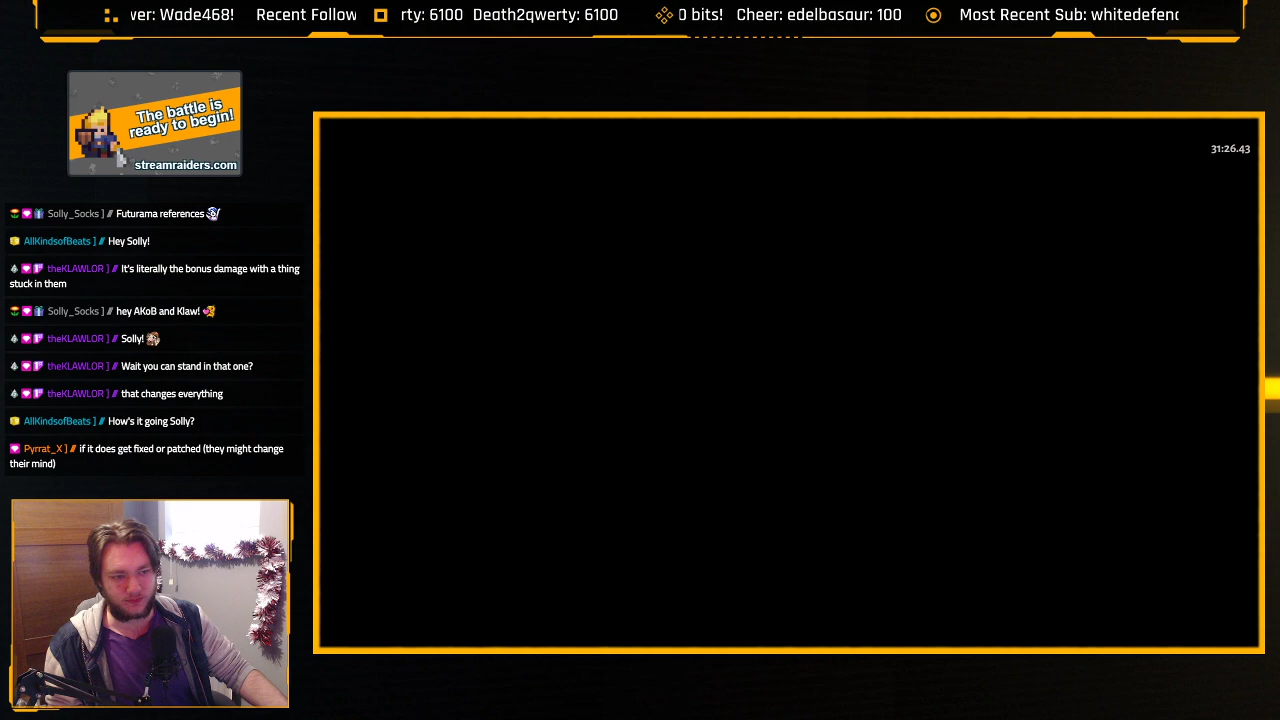 ver: Wade468! Recent Follow rty: 6100 Death2qwerty: 6100 0 bits! Cheer: edelbasaur: 100 Most Recent Sub: whitedefend
The battle is
ready to begin!
streamraiders.com
31:26.43
Solly_Socks ] // Futurama references
AllKindsofBeats ] // Hey Solly!
theKLAWLOR ] // It's literally the bonus damage with a thing
stuck in them
Solly_Socks ] // hey AKoB and Klaw!
theKLAWLOR ] // Solly!
theKLAWLOR ] // Wait you can stand in that one?
theKLAWLOR ] // that changes everything
AllKindsofBeats ] // How's it going Solly?
Pyrrat_X ] // if it does get fixed or patched (they might change
their mind)